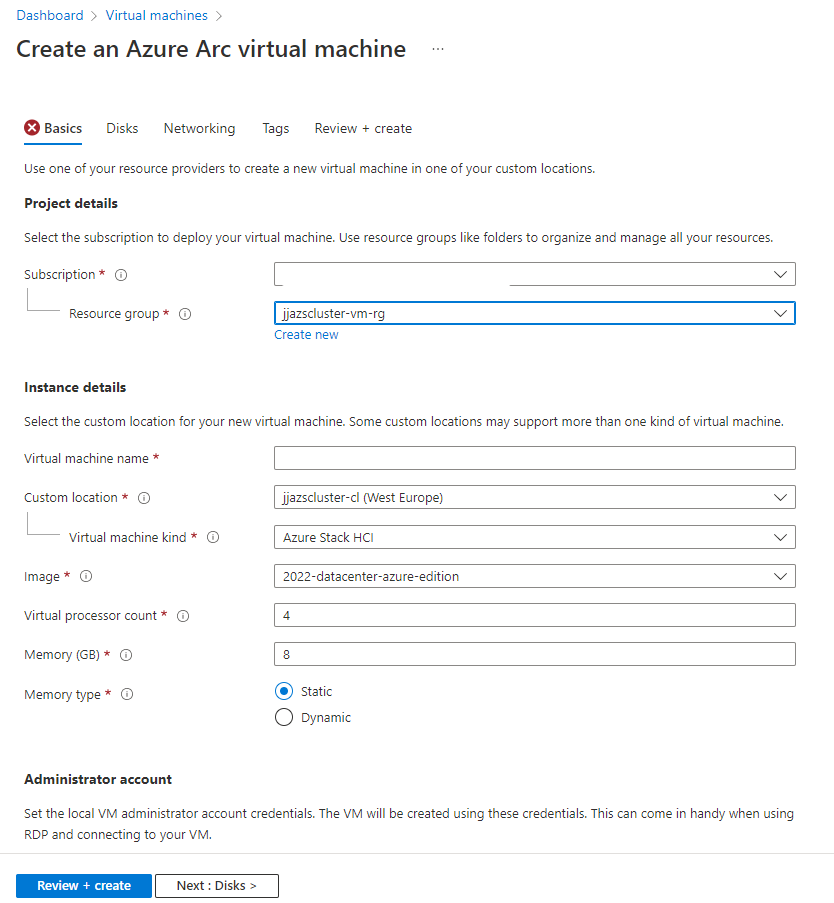 Dashboard > Virtual machines >
Create an Azure Arc virtual machine ...
Basics Disks Networking Tags Review + create
Use one of your resource providers to create a new virtual machine in one of your custom locations.
Project details
Select the subscription to deploy your virtual machine. Use resource groups like folders to organize and manage all your resources.
Subscription *
Resource group * jjazscluster-vm-rg
Create new
Instance details
Select the custom location for your new virtual machine. Some custom locations may support more than one kind of virtual machine.
Virtual machine name *
Custom location * jjazscluster-cl (West Europe)
Virtual machine kind * Azure Stack HCI
Image * 2022-datacenter-azure-edition
Virtual processor count * 4
Memory (GB) * 8
Memory type * Static
Dynamic
Administrator account
Set the local VM administrator account credentials. The VM will be created using these credentials. This can come in handy when using
RDP and connecting to your VM.
Review + create Next : Disks >